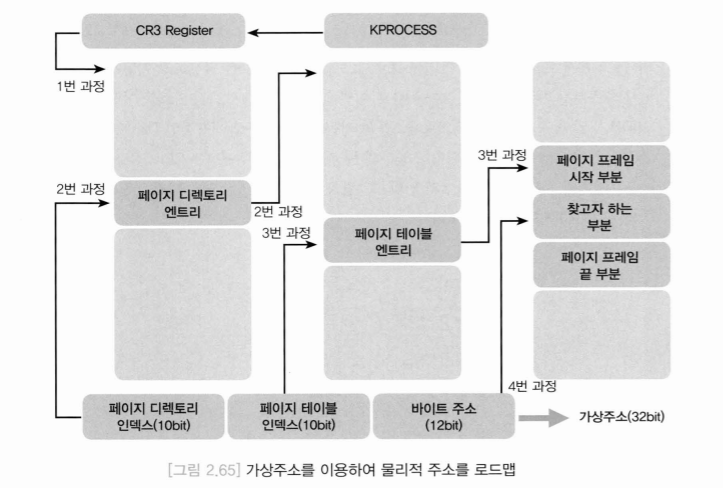 CR3 Register
KPROCESS
1번 과정
2번 과정
페이지 디렉토리
엔트리
2번 과정
3번 과정
페이지 테이블
엔트리
3번 과정
페이지 프레임
시작 부분
찾고자 하는
부분
페이지 프레임
끝 부분
4번 과정
페이지 디렉토리
인덱스(10bit)
페이지 테이블
인덱스(10bit)
바이트 주소
(12bit)
가상주소(32bit)
[그림 2.65] 가상주소를 이용하여 물리적 주소를 로드맵